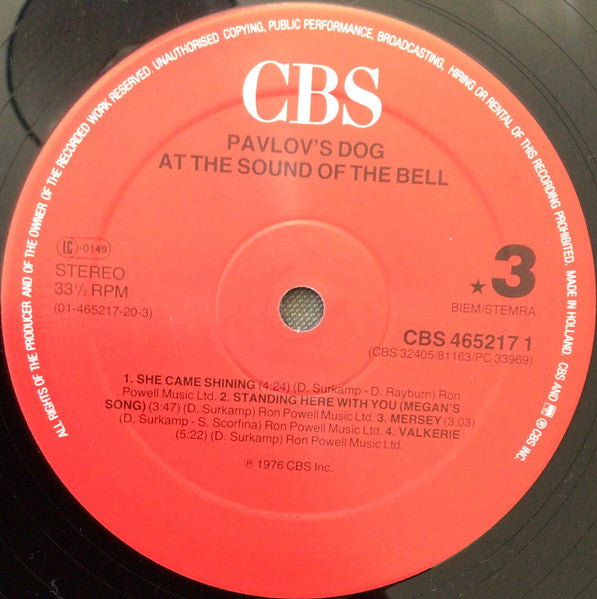 ALL RIGHTS OF THE PRODUCER AND OF THE OWNER OF THE RECORDED WORK RESERVED. UNAUTHORISED COPYING, PUBLIC PERFORMANCE, BROADCASTING, HIRING OR RENTAL OF THIS RECORDING PROHIBITED. MADE IN HOLLAND. CBS AND ® CBS INC.
CBS
PAVLOV'S DOG
AT THE SOUND OF THE BELL
LC-0149
STEREO
33⅓ RPM
(01-465217-20-3)
★3
BIEM/STEMRA
CBS 465217 1
(CBS 32405/81163/PC 33969)
1. SHE CAME SHINING (4:24) (D. Surkamp - D. Rayburn) Ron
Powell Music Ltd. 2. STANDING HERE WITH YOU (MEGAN'S
SONG) (3:47) (D. Surkamp) Ron Powell Music Ltd. 3. MERSEY (3:03)
(D. Surkamp - S. Scorfina) Ron Powell Music Ltd. 4. VALKERIE
(5:22) (D. Surkamp) Ron Powell Music Ltd.
℗ 1976 CBS Inc.